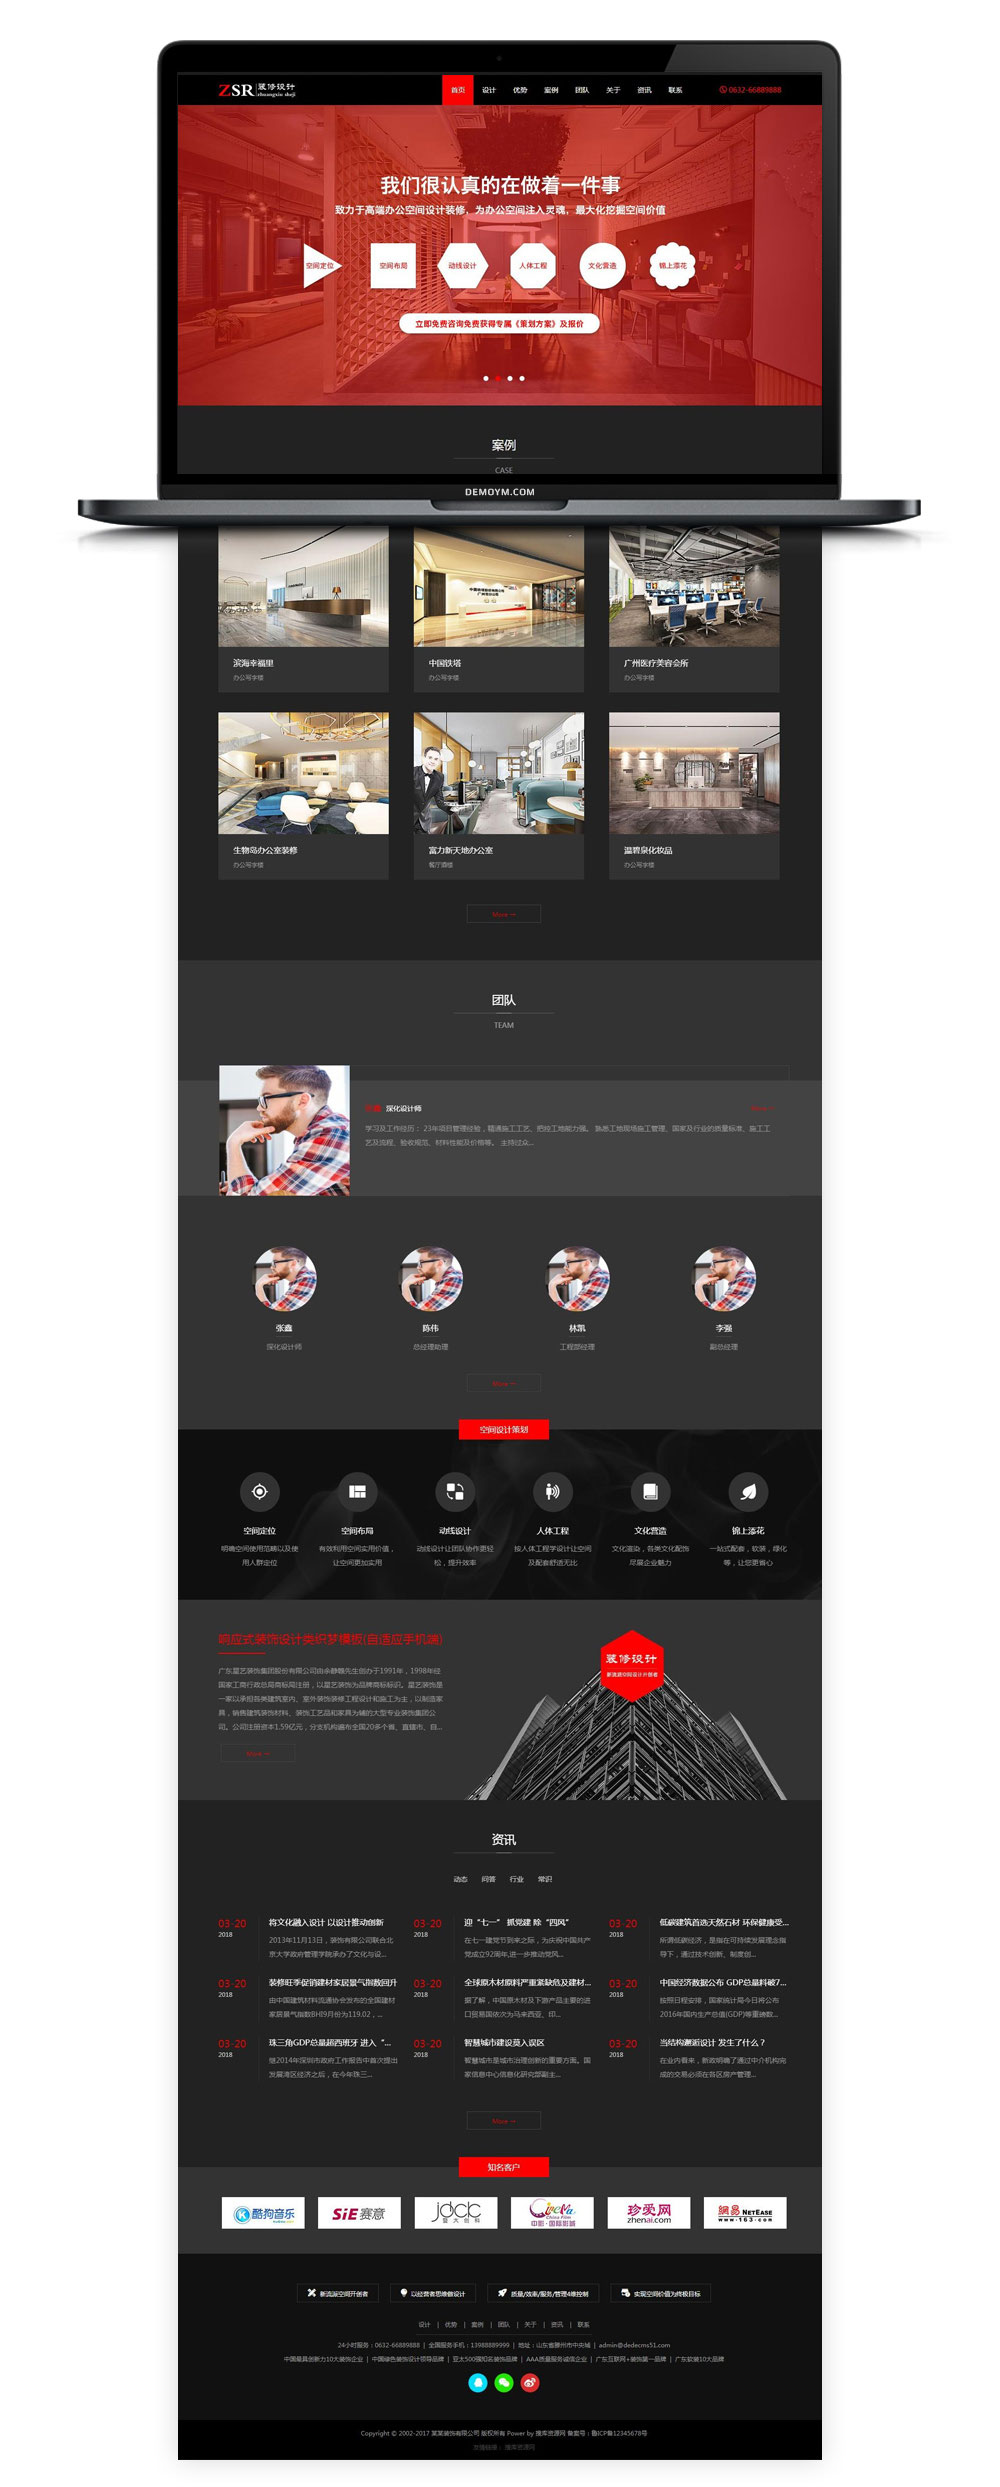 ZSR 装修设计
zhuangxiu sheji
首页 设计 优势 案例 团队 关于 资讯 联系
0632-66889888
我们很认真的在做着一件事
致力于高端办公空间设计装修，为办公空间注入灵魂，最大化挖掘空间价值
空间定位 空间布局 动线设计 人体工程 文化营造 锦上添花
立即免费咨询免费获得专属《策划方案》及报价
案例
CASE
DEMOYM.COM
滨海幸福里 中国铁塔 广州医疗美容会所
办公写字楼 办公写字楼 办公写字楼
生物岛办公室装修 富力新天地办公室 温碧泉化妆品
办公写字楼 餐厅酒楼 办公写字楼
More →
团队
TEAM
深化设计师
More →
学习及工作经历： 23年项目管理经验，精通施工工艺、把控工地能力强。 熟悉工地现场施工管理、国家及行业的质量标准、施工工
艺及流程、验收规范、材料性能及价格等。 主持过众...
张鑫 陈伟 林凯 李强
深化设计师 总经理助理 工程部经理 副总经理
More →
空间设计策划
空间定位 空间布局 动线设计 人体工程 文化营造 锦上添花
明确空间使用范畴以及使 有效利用空间实用价值， 动线设计让团队协作更轻 按人体工程学设计让空间 文化渲染，各类文化配饰 一站式配套，软装，绿化
用人群定位 让空间更加实用 松，提升效率 及配套舒适无比 尽展企业魅力 等，让您更省心
响应式装饰设计类织梦模板(自适应手机端)
广东星艺装饰集团股份有限公司由余静赣先生创办于1991年，1998年经
国家工商行政总局商标局注册，以星艺装饰为品牌商标标识。星艺装饰是
一家以承担各类建筑室内、室外装饰装修工程设计和施工为主，以制造家
具，销售建筑装饰材料、装饰工艺品和家具为辅的大型专业装饰集团公
司。公司注册资本1.59亿元，分支机构遍布全国20多个省、直辖市、自...
More →
装修设计
新流派空间设计开创者
资讯
动态 问答 行业 常识
03-20 将文化融入设计 以设计推动创新 03-20 迎“七一” 抓党建 除“四风” 03-20 低碳建筑首选天然石材 环保健康受...
2018 2018 2018
2013年11月13日，装饰有限公司联合北 在七一建党节到来之际，为庆祝中国共产 所谓低碳经济，是指在可持续发展理念指
京大学政府管理学院承办了文化与设... 党成立92周年,进一步推动党风... 导下，通过技术创新、制度创...
装修旺季促销建材家居景气指数回升 全球原木材原料严重紧缺危及建材... 中国经济数据公布 GDP总量料破7...
03-20 03-20 03-20
2018 2018 2018
由中国建筑材料流通协会发布的全国建材 据了解，中国原木材及下游产品主要的进 按照日程安排，国家统计局今日将公布
家居景气指数BHI9月份为119.02，... 口贸易国依次为马来西亚、印... 2016年国内生产总值(GDP)等重磅数...
03-20 珠三角GDP总量超西班牙 进入“... 03-20 智慧城市建设莫入误区 03-20 当结构邂逅设计 发生了什么？
2018 2018 2018
继2014年深圳市政府工作报告中首次提出 智慧城市是城市治理创新的重要方面。国 在业内看来，新政明确了通过中介机构完
发展湾区经济之后，在今年珠三... 家信息中心信息化研究部副主... 成的交易必须在贫区房产管理...
More →
知名客户
酷狗音乐 SiE 赛意 jdcb 亚大创科 China Film 中影·国际影城 珍爱网 zhenai.com 網易 NETEASE www.163.com
新流派空间开创者 以经营者思维做设计 质量/效率/服务/管理4维控制 实现空间价值为终极目标
设计 | 优势 | 案例 | 团队 | 关于 | 资讯 | 联系
24小时服务：0632-66889888 | 全国服务手机：13988889999 | 地址：山东省滕州市中央城 | admin@dedecms51.com
中国最具创新力10大装饰企业 | 中国绿色装饰设计领导品牌 | 亚太500强知名装饰品牌 | AAA质量服务诚信企业 | 广东互联网+装饰第一品牌 | 广东软装10大品牌
Copyright © 2002-2017 某某装饰有限公司 版权所有 Power by 搜库资源网 备案号：鲁ICP备12345678号
友情链接： 搜库资源网